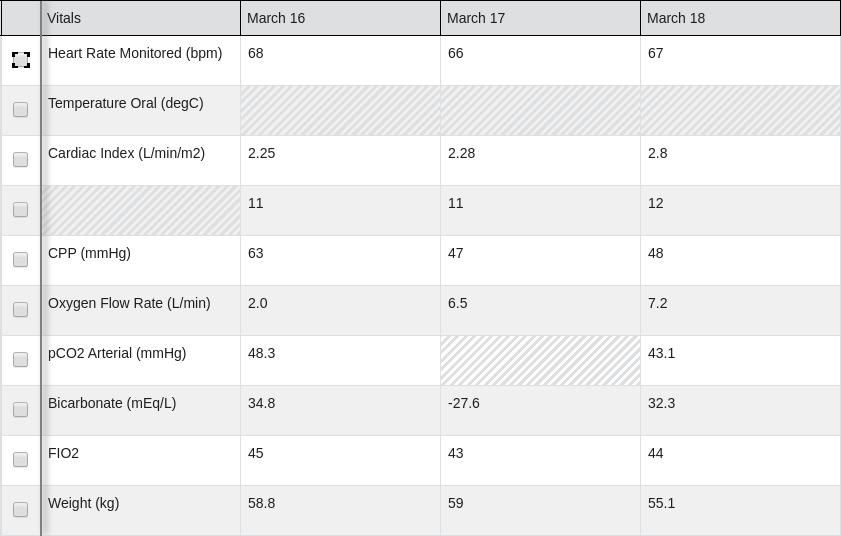 Vitals March 16 March 17 March 18
Heart Rate Monitored (bpm) 68 66 67
Temperature Oral (degC)
Cardiac Index (L/min/m2) 2.25 2.28 2.8
11 11 12
CPP (mmHg) 63 47 48
Oxygen Flow Rate (L/min) 2.0 6.5 7.2
pCO2 Arterial (mmHg) 48.3 43.1
Bicarbonate (mEq/L) 34.8 -27.6 32.3
FIO2 45 43 44
Weight (kg) 58.8 59 55.1